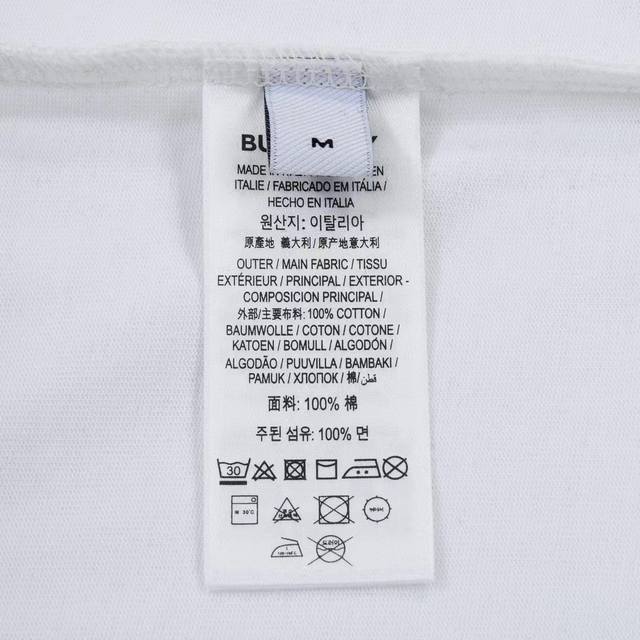 M
BU Y
MADE IN
ITALIE / FABRICADO EM ITÁLIA /
HECHO EN ITALIA
원산지: 이탈리아
原產地 義大利 / 原产地意大利
OUTER / MAIN FABRIC / TISSU
EXTÉRIEUR / PRINCIPAL / EXTERIOR -
COMPOSICION PRINCIPAL /
外部/主要布料: 100% COTTON /
BAUMWOLLE / COTON / COTONE /
KATOEN / BOMULL / ALGODÓN /
ALGODÃO / PUUVILLA / BAMBAKI /
PAMUK / ХЛОПОК / 棉/ قطن
面料: 100% 棉
주된 섬유: 100% 면
30